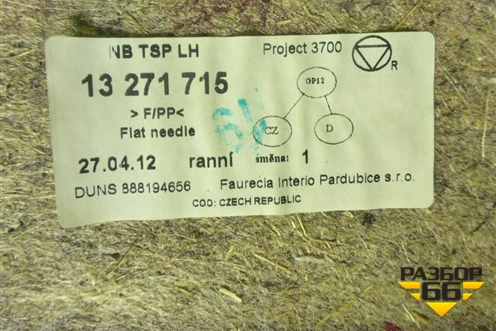 NB TSP LH Project 3700
13 271 715
R
> F/PP<
Flat needle
OP12
CZ D
27.04.12 ranní směna: 1
DUNS 888194656 Faurecia Interio Pardubice s.r.o.
COD: CZECH REPUBLIC
РАЗБОР
66